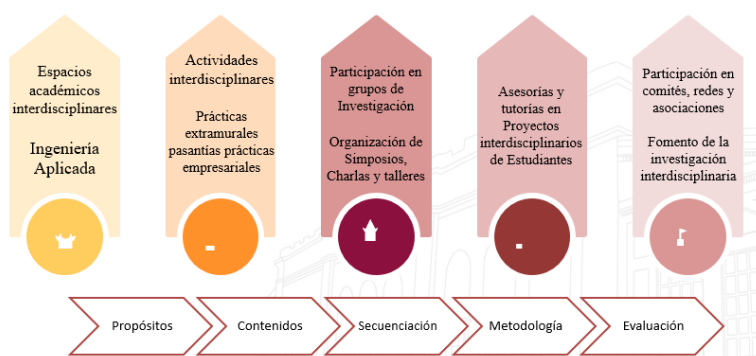 Espacios
académicos
interdisciplinares
Ingeniería
Aplicada
Actividades
interdisciplinares
Prácticas
extramurales
pasantías prácticas
empresariales
Participación en
grupos de
Investigación
Organización de
Simposios,
Charlas y talleres
Asesorías y
tutorías en
Proyectos
interdisciplinarios
de Estudiantes
Participación en
comités, redes y
asociaciones
Fomento de la
investigación
interdisciplinaria
Propósitos
Contenidos
Secuenciación
Metodología
Evaluación